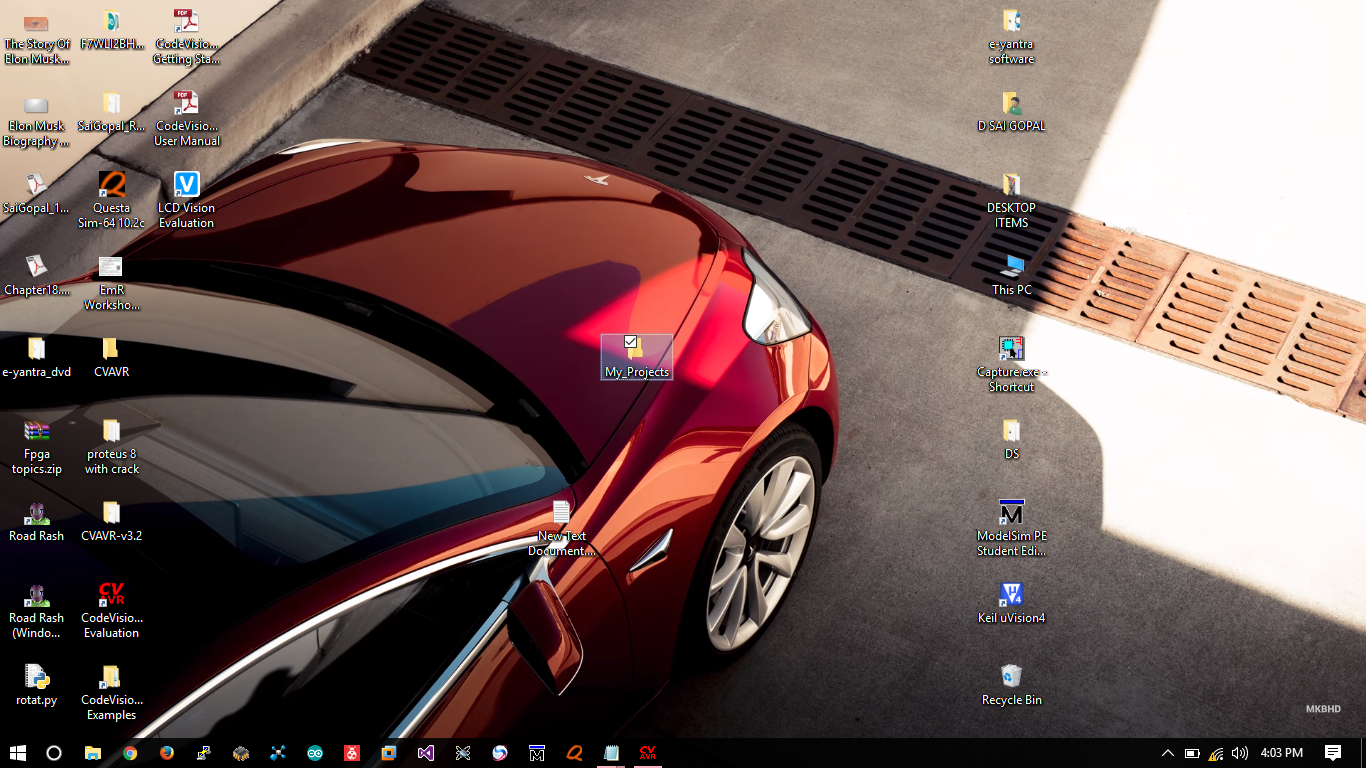 The Story Of
Elon Musk...
F7WLI2BH...
CodeVisio...
Getting Sta...
Elon Musk
Biography ...
SaiGopal_R...
CodeVisio...
User Manual
SaiGopal_1...
Questa
Sim-64 10.2c
LCD Vision
Evaluation
Chapter18....
EmR
Worksho...
e-yantra_dvd
CVAVR
Fpga
topics.zip
proteus 8
with crack
Road Rash
CVAVR-v3.2
Road Rash
(Windo...
CodeVisio...
Evaluation
rotat.py
CodeVisio...
Examples
My_Projects
New Text
Document....
e-yantra
software
D SAI GOPAL
DESKTOP
ITEMS
This PC
Capture.exe -
Shortcut
DS
ModelSim PE
Student Edi...
Keil uVision4
Recycle Bin
MKBHD
4:03 PM